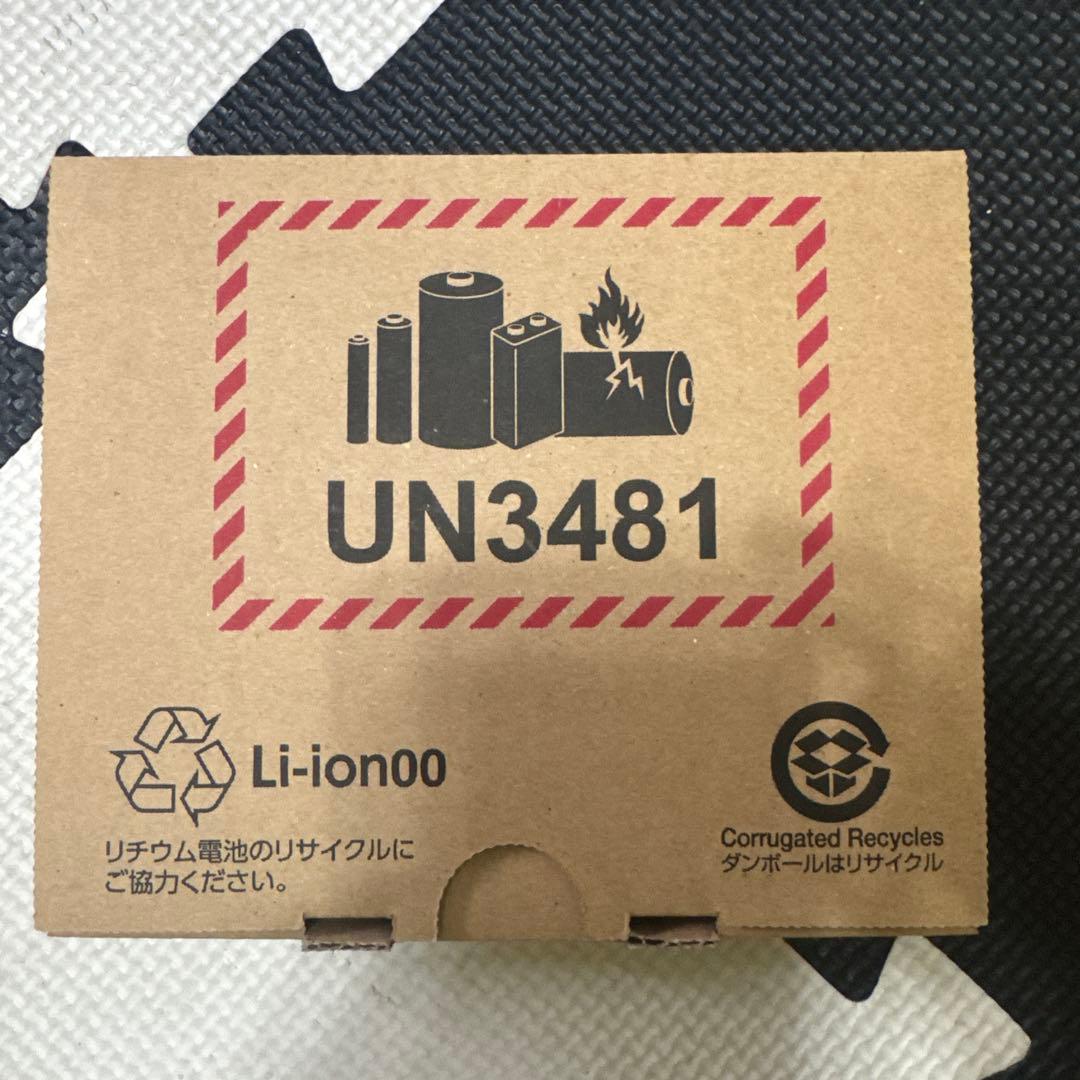 UN3481
Li-ion00
リチウム電池のリサイクルに
ご協力ください。
Corrugated Recycles
ダンボールはリサイクル